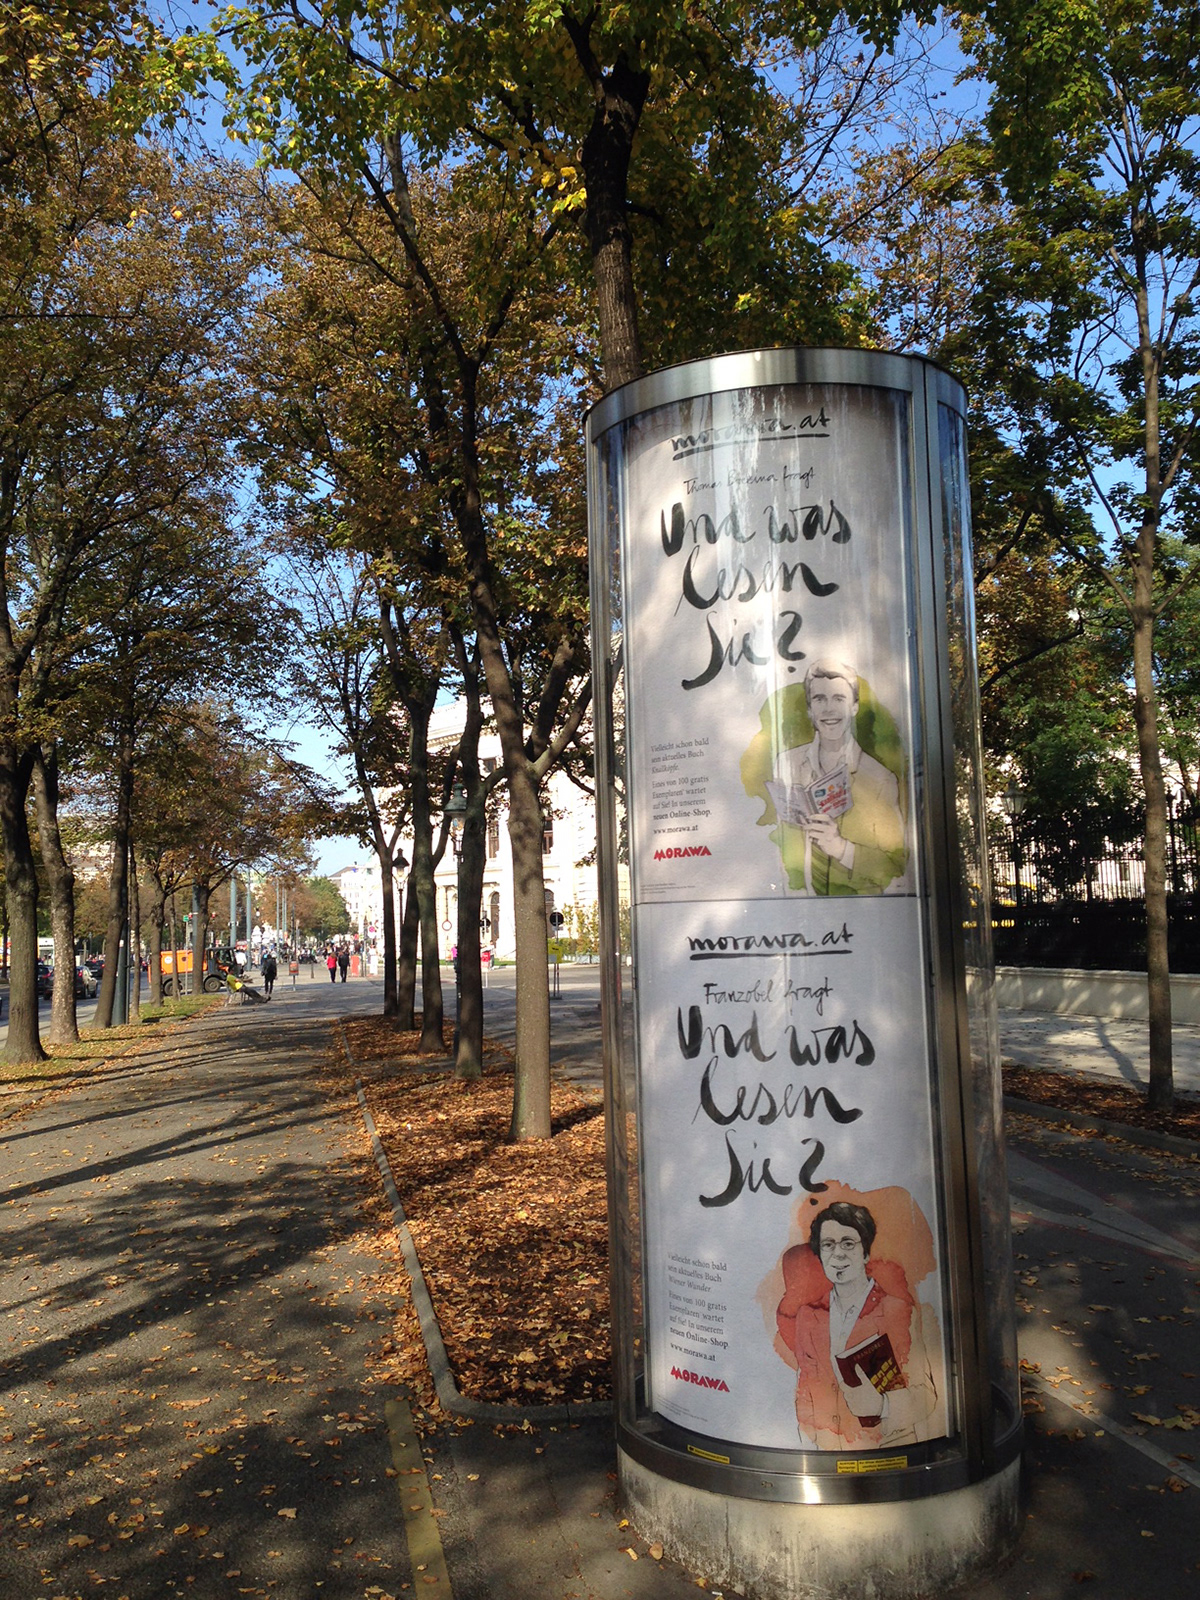 morawa.at
Thomas Brezina fragt
Und was
lesen
Sie?
Vielleicht schon bald
sein aktuelles Buch
Knickerbocker
Eines von 100 gratis
Exemplaren wartet
auf Sie! In unserem
neuen Online-Shop.
www.morawa.at
MORAWA
morawa.at
Franzobel fragt
Und was
lesen
Sie?
Vielleicht schon bald
sein aktuelles Buch
Wiener Wunder.
Eines von 100 gratis
Exemplaren wartet
auf Sie! In unserem
neuen Online-Shop.
www.morawa.at
MORAWA
FRANZOBEL